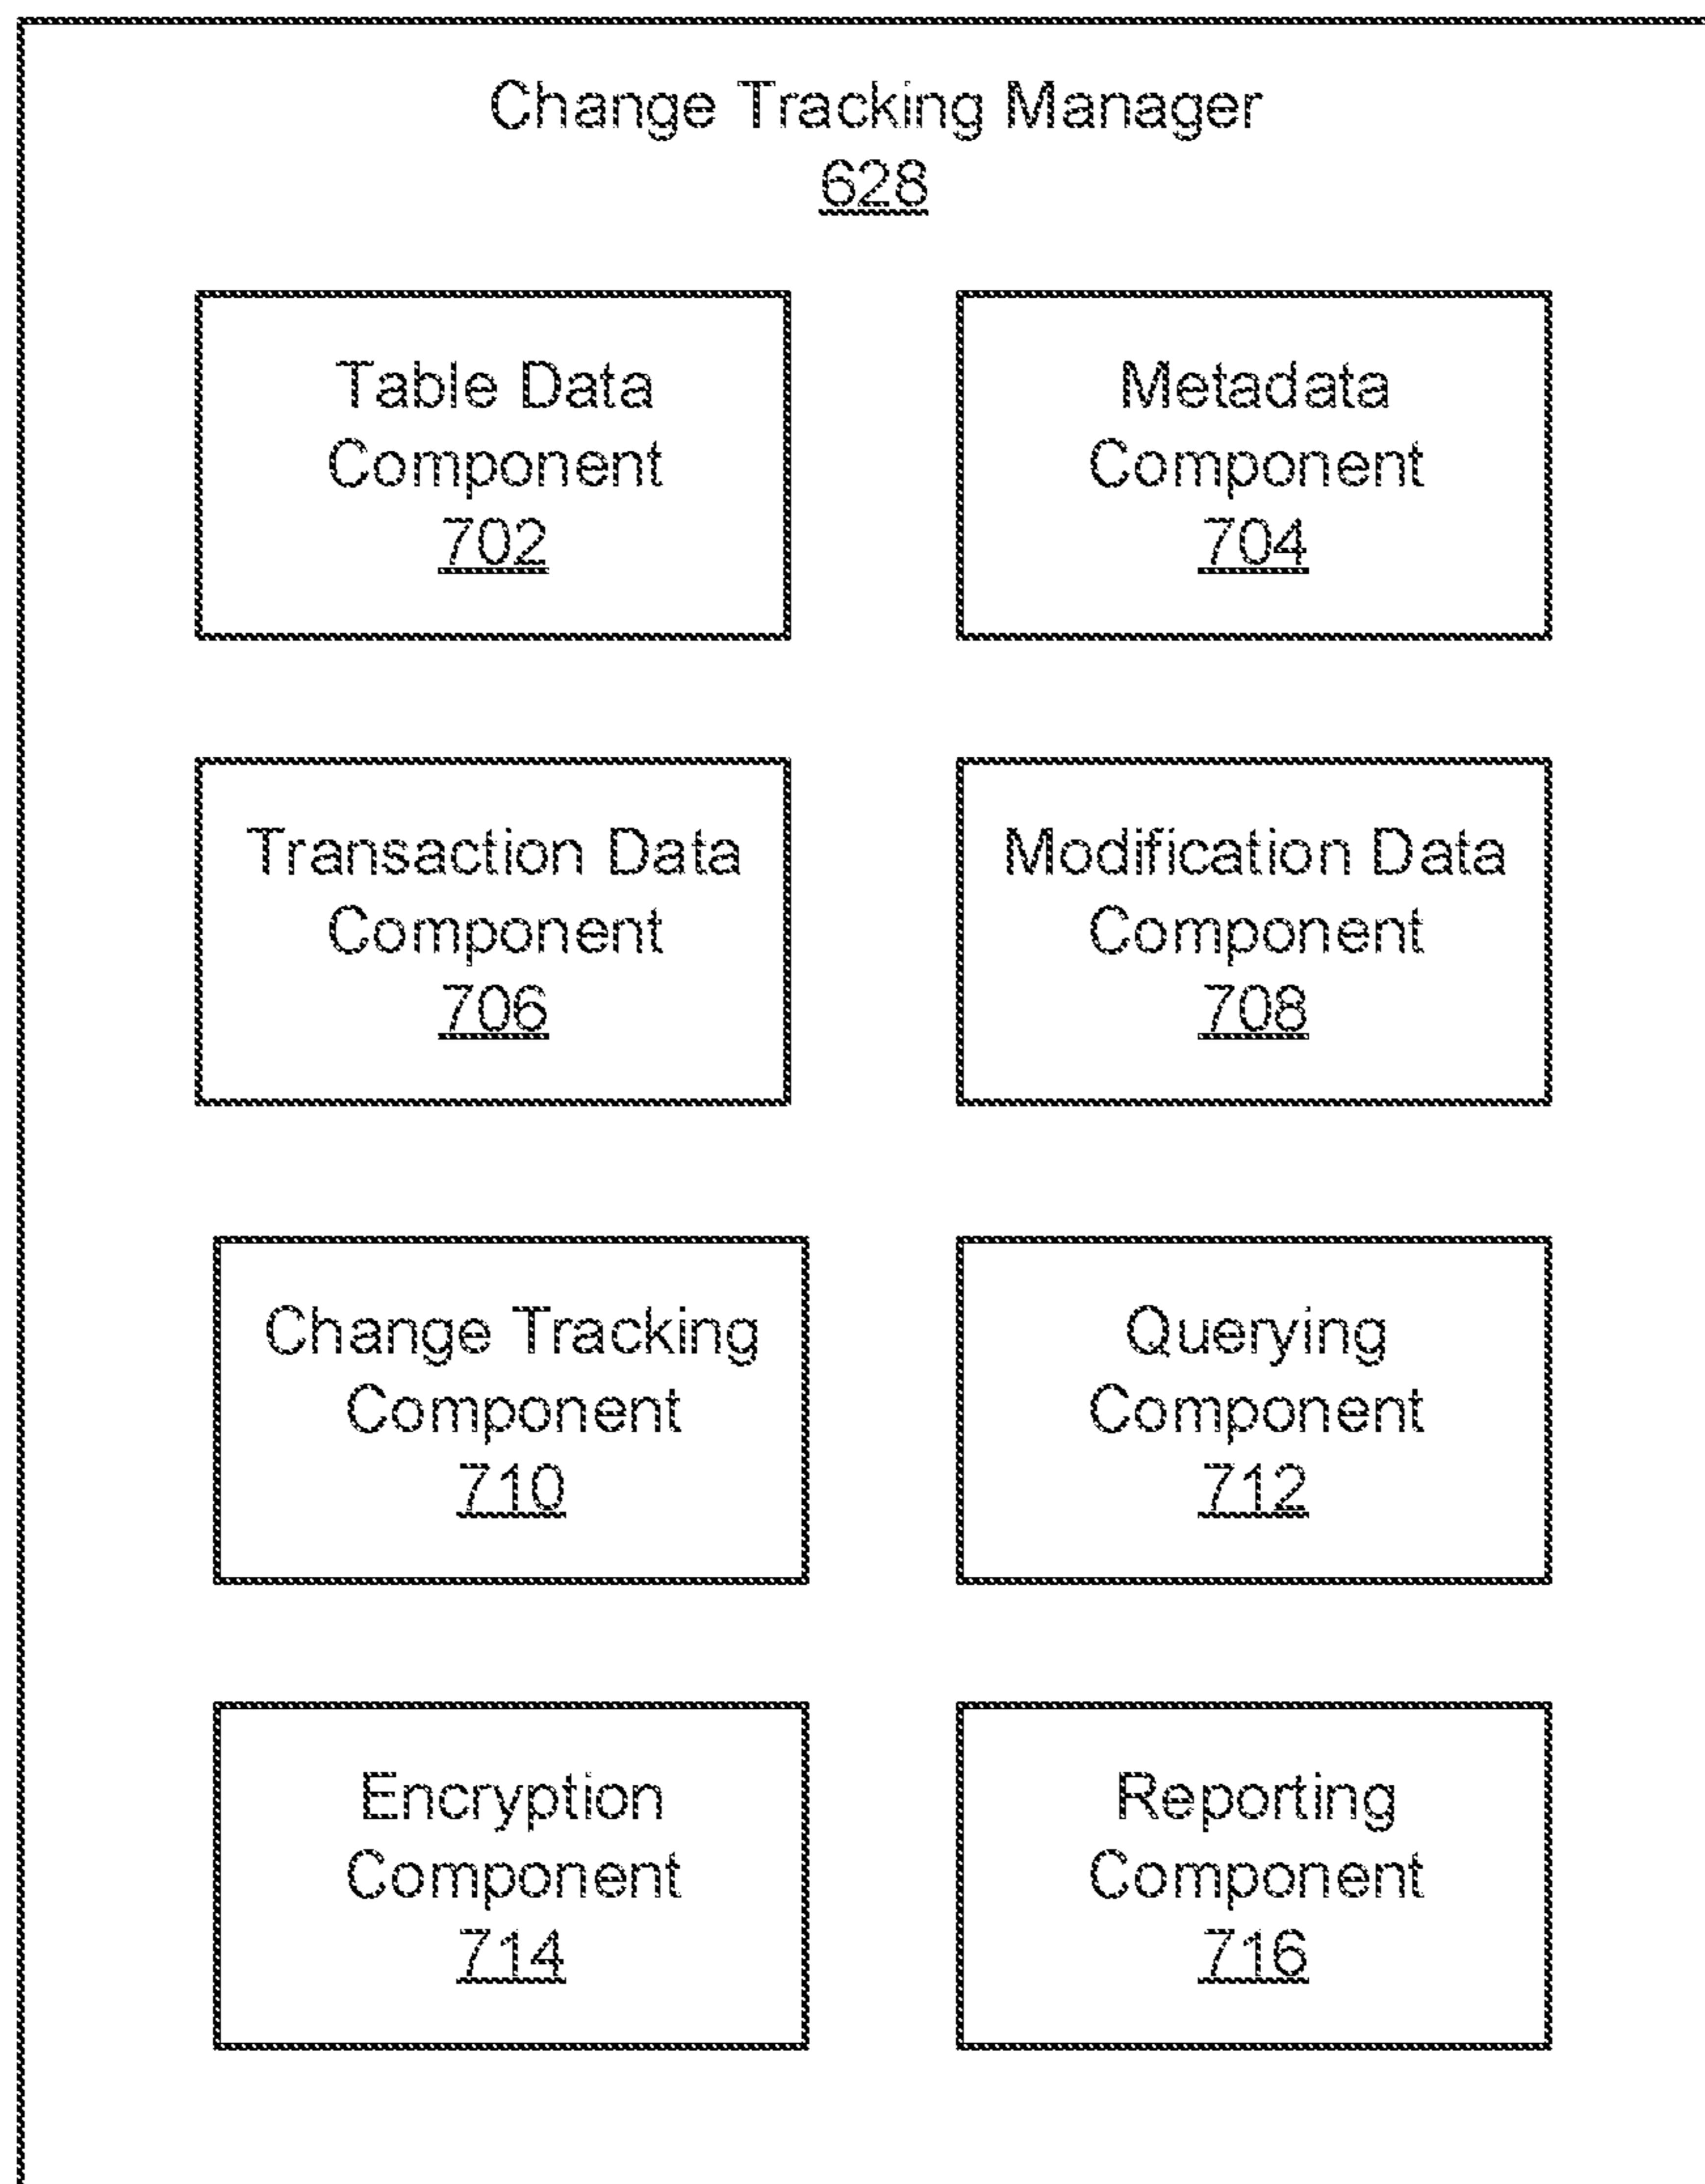 Change Tracking Manager
628
Table Data
Component
702
Metadata
Component
704
Transaction Data
Component
706
Modification Data
Component
708
Change Tracking
Component
710
Querying
Component
712
Encryption
Component
714
Reporting
Component
716